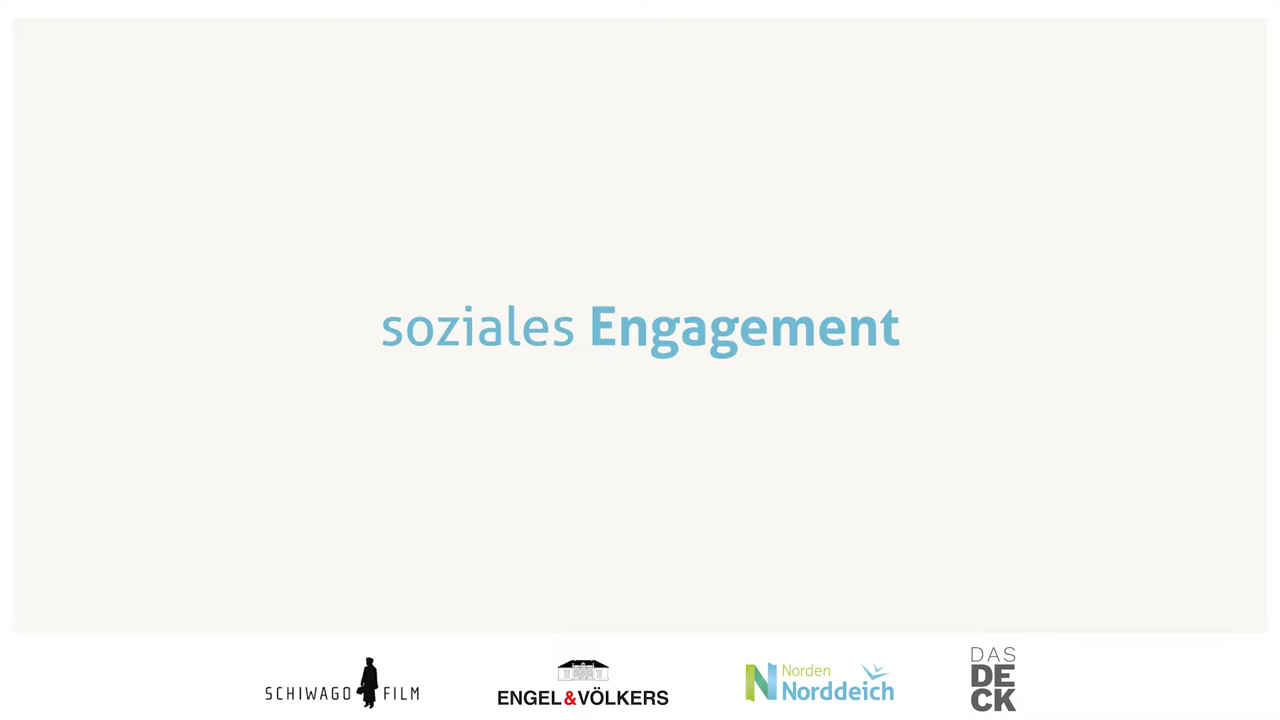 soziales Engagement
SCHIWAGO FILM
ENGEL&VÖLKERS
Norden
Norddeich
DAS
DE
CK